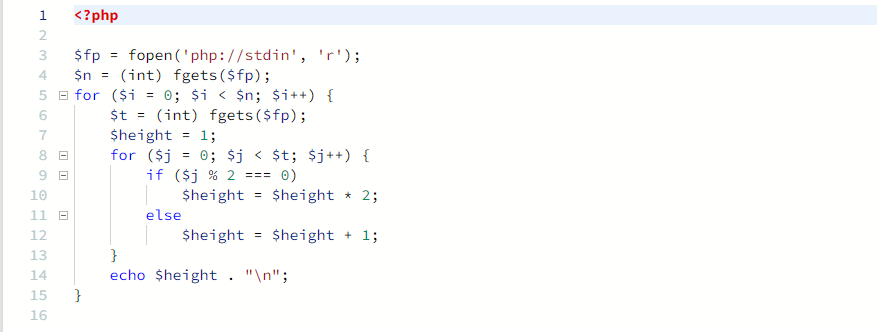 1 <?php
2
3 $fp = fopen('php://stdin', 'r');
4 $n = (int) fgets($fp);
5 for ($i = 0; $i < $n; $i++) {
6     $t = (int) fgets($fp);
7     $height = 1;
8     for ($j = 0; $j < $t; $j++) {
9         if ($j % 2 === 0)
10             $height = $height * 2;
11         else
12             $height = $height + 1;
13     }
14     echo $height . "\n";
15 }
16